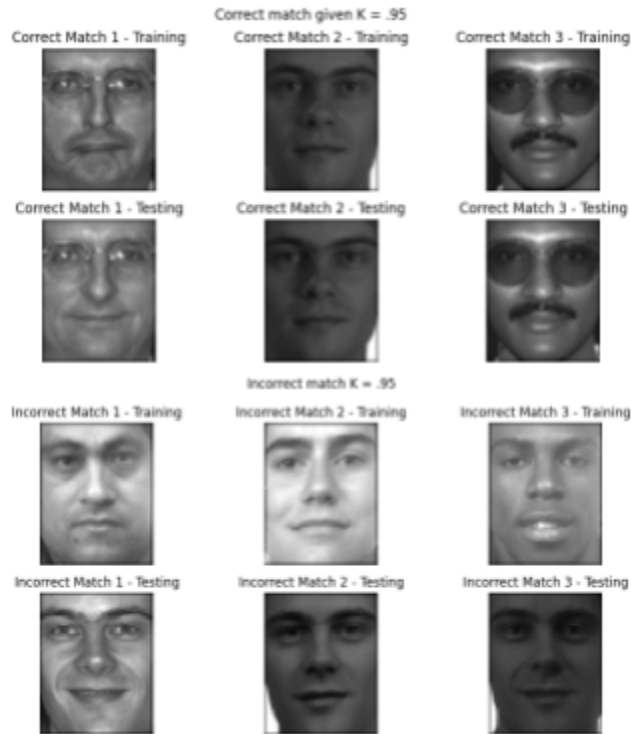 Correct match given K = .95
Correct Match 1 - Training Correct Match 2 - Training Correct Match 3 - Training
Correct Match 1 - Testing Correct Match 2 - Testing Correct Match 3 - Testing
Incorrect match K = .95
Incorrect Match 1 - Training Incorrect Match 2 - Training Incorrect Match 3 - Training
Incorrect Match 1 - Testing Incorrect Match 2 - Testing Incorrect Match 3 - Testing